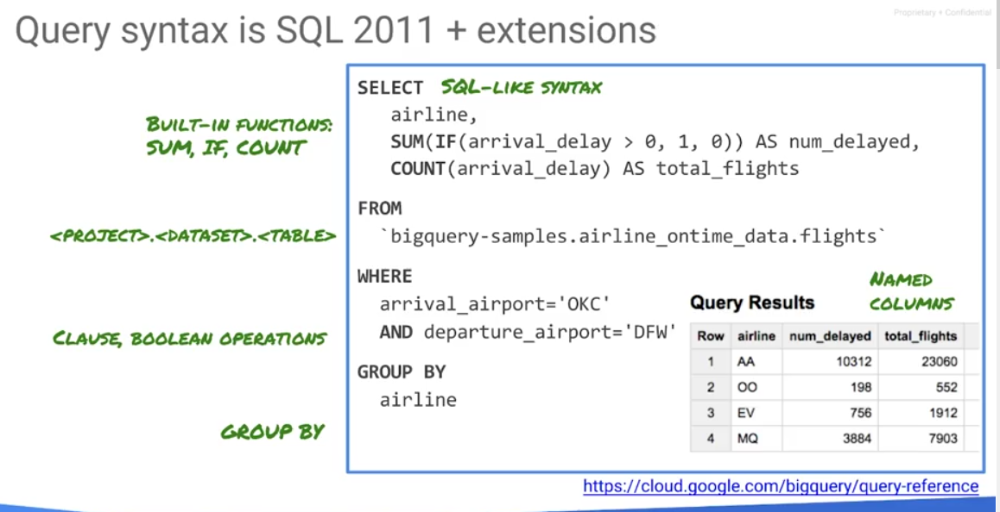 Proprietary + Confidential
Query syntax is SQL 2011 + extensions
SELECT SQL-LIKE SYNTAX
airline,
BUILT-IN FUNCTIONS:
SUM, IF, COUNT
SUM(IF(arrival_delay > 0, 1, 0)) AS num_delayed,
COUNT(arrival_delay) AS total_flights
FROM
<PROJECT>.<DATASET>.<TABLE>
`bigquery-samples.airline_ontime_data.flights`
WHERE
arrival_airport='OKC'
AND departure_airport='DFW'
CLAUSE, BOOLEAN OPERATIONS
GROUP BY
airline
GROUP BY
NAMED
COLUMNS
Query Results
Row airline num_delayed total_flights
1 AA 10312 23060
2 OO 198 552
3 EV 756 1912
4 MQ 3884 7903
https://cloud.google.com/bigquery/query-reference